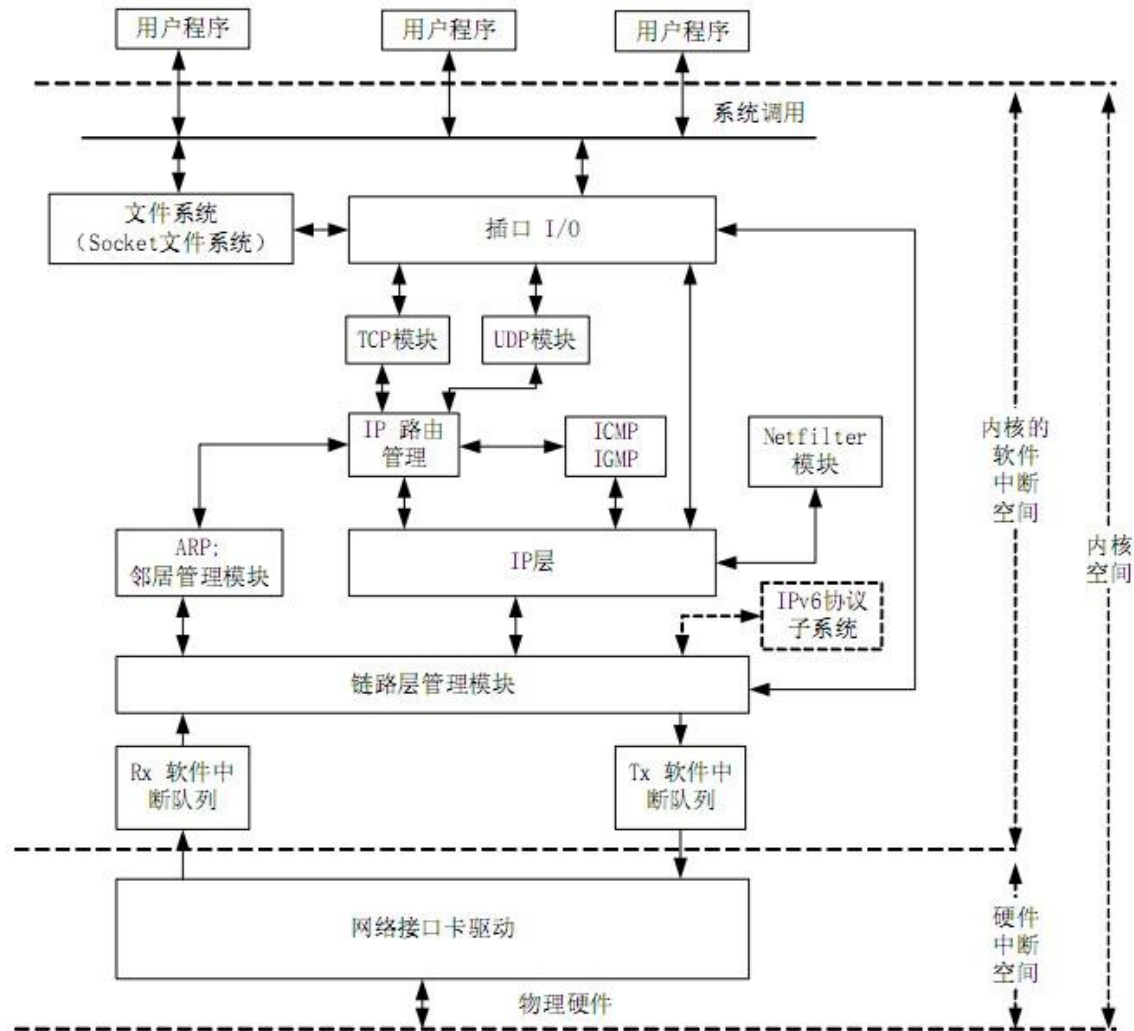 用户程序
用户程序
用户程序
系统调用
文件系统
（Socket文件系统）
插口 I/O
TCP模块
UDP模块
IP 路由
管理
ICMP
IGMP
Netfilter
模块
内核的
软件
中断
空间
内核
空间
ARP;
邻居管理模块
IP层
IPv6协议
子系统
链路层管理模块
Rx 软件中
断队列
Tx 软件中
断队列
网络接口卡驱动
硬件
中断
空间
物理硬件